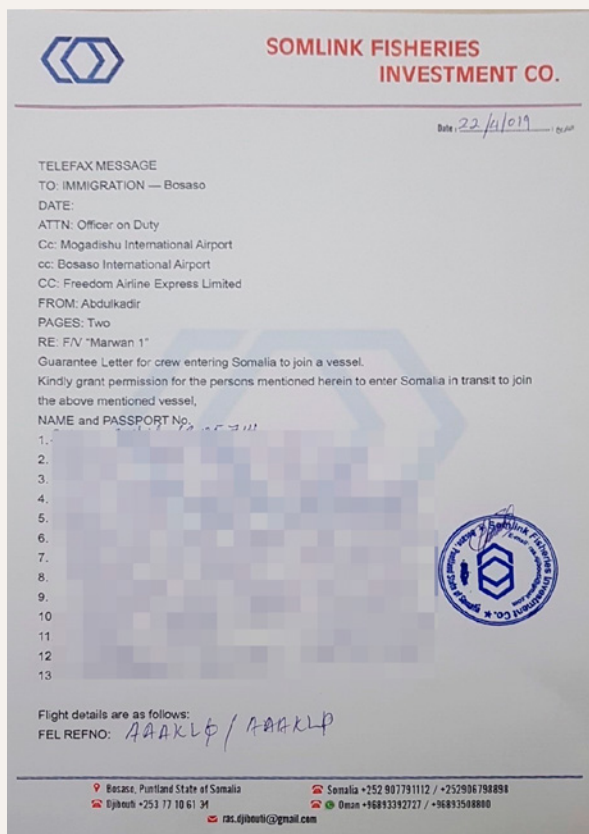 SOMLINK FISHERIES
INVESTMENT CO.
Date : 22/4/019 : التاريخ
TELEFAX MESSAGE
TO: IMMIGRATION — Bosaso
DATE:
ATTN: Officer on Duty
Cc: Mogadishu International Airport
cc: Bosaso International Airport
CC: Freedom Airline Express Limited
FROM: Abdulkadir
PAGES: Two
RE: F/V "Marwan 1"
Guarantee Letter for crew entering Somalia to join a vessel.
Kindly grant permission for the persons mentioned herein to enter Somalia in transit to join
the above mentioned vessel,
NAME and PASSPORT No.
1.
2.
3.
4.
5.
6.
7.
8.
9.
10
11
12
13
Somlink Fisheries Investment Co.
Flight details are as follows:
FEL REFNO: AAAKLP / AAAKLP
Bosaso, Puntland State of Somalia
Somalia +252 907791112 / +252906798898
Djibouti +253 77 10 61 34
Oman +96893392727 / +96893508800
ras.djibouti@gmail.com